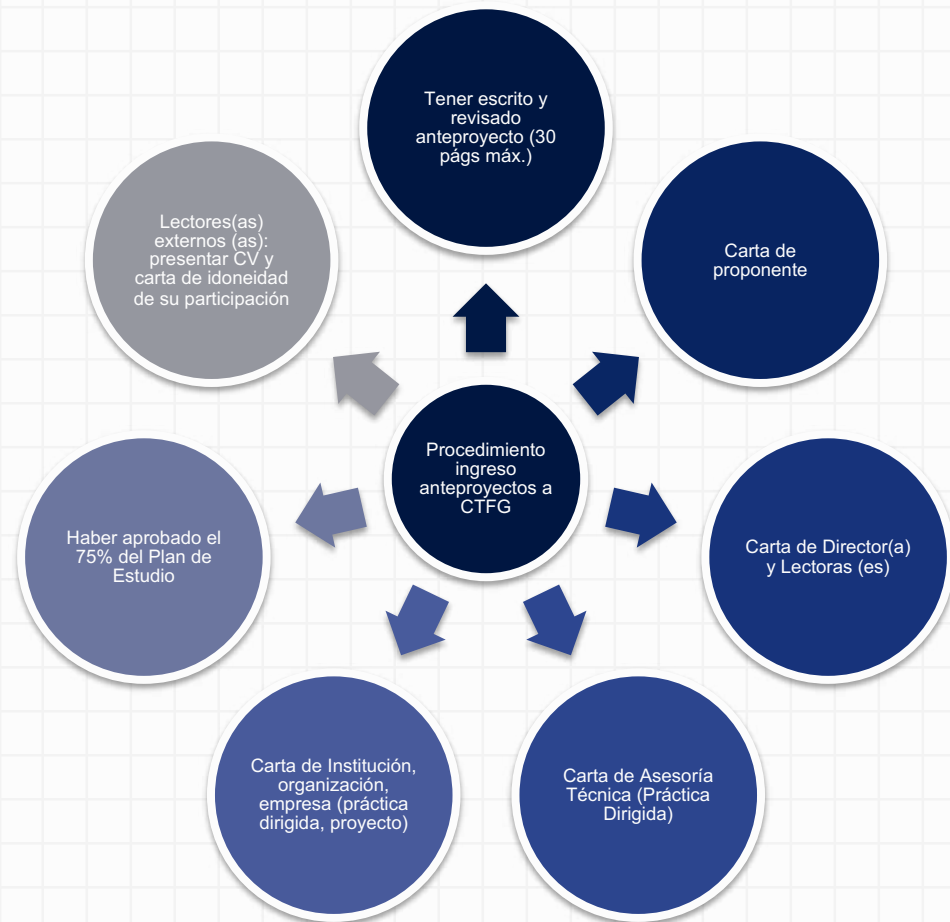 Tener escrito y
revisado
anteproyecto (30
págs máx.)
Carta de
proponente
Carta de Director(a)
y Lectoras (es)
Carta de Asesoría
Técnica (Práctica
Dirigida)
Carta de Institución,
organización,
empresa (práctica
dirigida, proyecto)
Haber aprobado el
75% del Plan de
Estudio
Lectores(as)
externos (as):
presentar CV y
carta de idoneidad
de su participación
Procedimiento
ingreso
anteproyectos a
CTFG